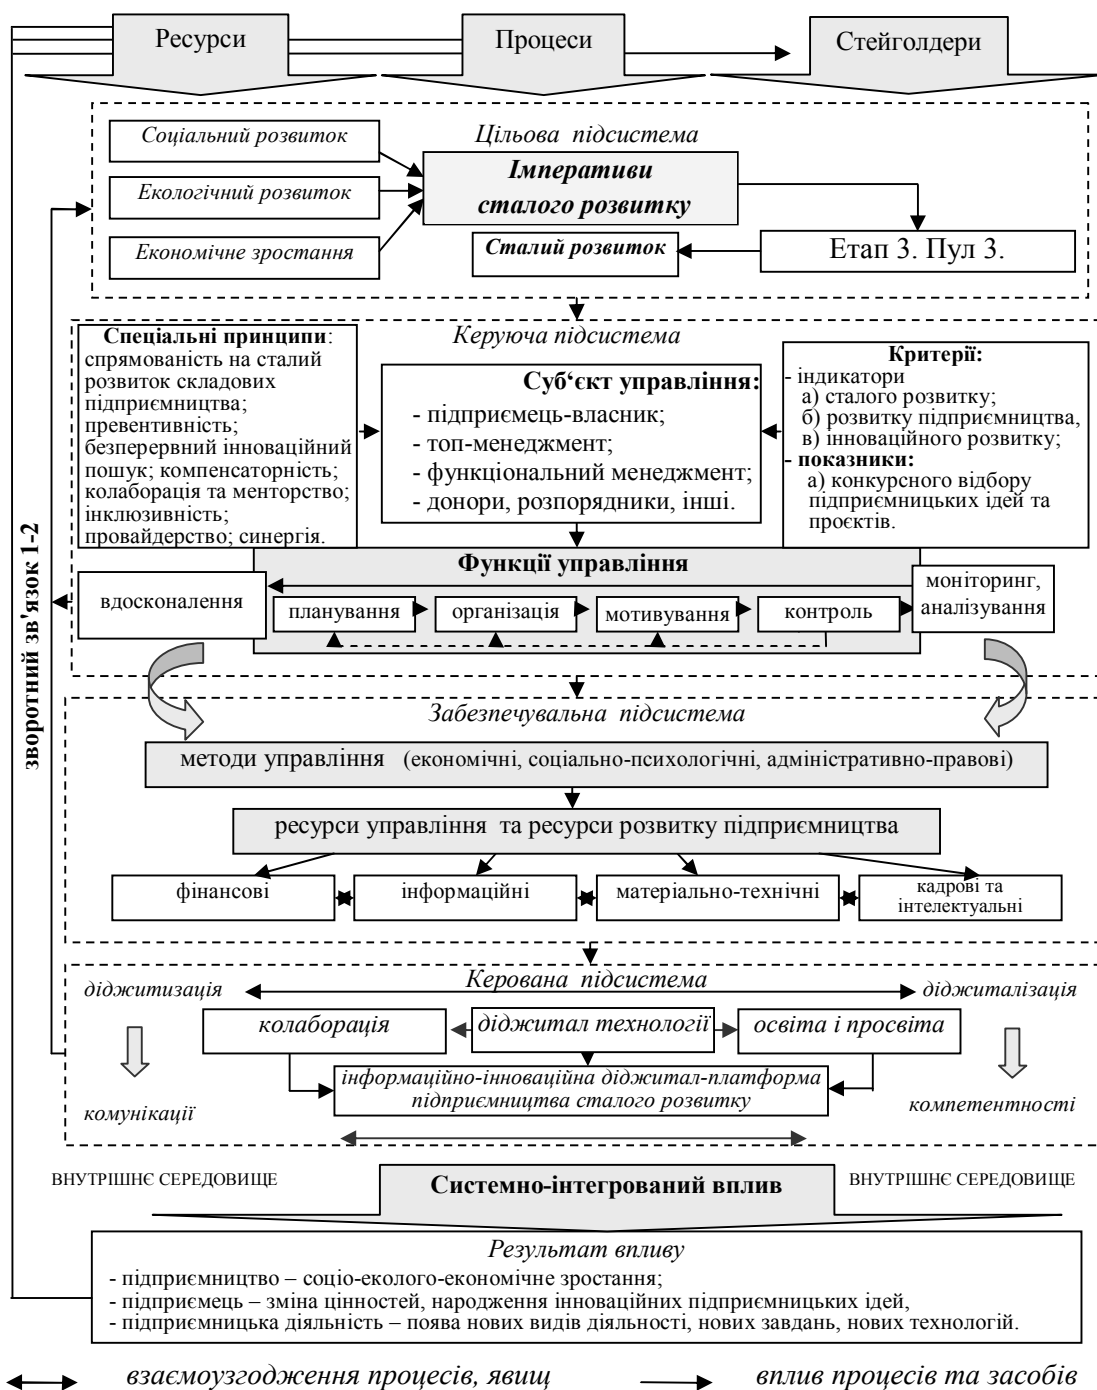 Ресурси
Процеси
Стейголдери
Цільова підсистема
Соціальний розвиток
Екологічний розвиток
Економічне зростання
Імперативи
сталого розвитку
Сталий розвиток
Етап 3. Пул 3.
Керуюча підсистема
Спеціальні принципи:
спрямованість на сталий
розвиток складових
підприємництва;
превентивність;
безперервний інноваційний
пошук; компенсаторність;
колаборація та менторство;
інклюзивність;
провайдерство; синергія.
Суб‘єкт управління:
- підприємець-власник;
- топ-менеджмент;
- функціональний менеджмент;
- донори, розпорядники, інші.
Критерії:
- індикатори
а) сталого розвитку;
б) розвитку підприємництва,
в) інноваційного розвитку;
- показники:
а) конкурсного відбору
підприємницьких ідей та
проєктів.
Функції управління
вдосконалення
планування
організація
мотивування
контроль
моніторинг,
аналізування
зворотний зв'язок 1-2
Забезпечувальна підсистема
методи управління (економічні, соціально-психологічні, адміністративно-правові)
ресурси управління та ресурси розвитку підприємництва
фінансові
інформаційні
матеріально-технічні
кадрові та
інтелектуальні
Керована підсистема
діджитизація
діджиталізація
колаборація
діджитал технології
освіта і просвіта
інформаційно-інноваційна діджитал-платформа
підприємництва сталого розвитку
комунікації
компетентності
ВНУТРІШНЄ СЕРЕДОВИЩЕ
Системно-інтегрований вплив
ВНУТРІШНЄ СЕРЕДОВИЩЕ
Результат впливу
- підприємництво – соціо-еколого-економічне зростання;
- підприємець – зміна цінностей, народження інноваційних підприємницьких ідей,
- підприємницька діяльність – поява нових видів діяльності, нових завдань, нових технологій.
взаємоузгодження процесів, явищ
вплив процесів та засобів